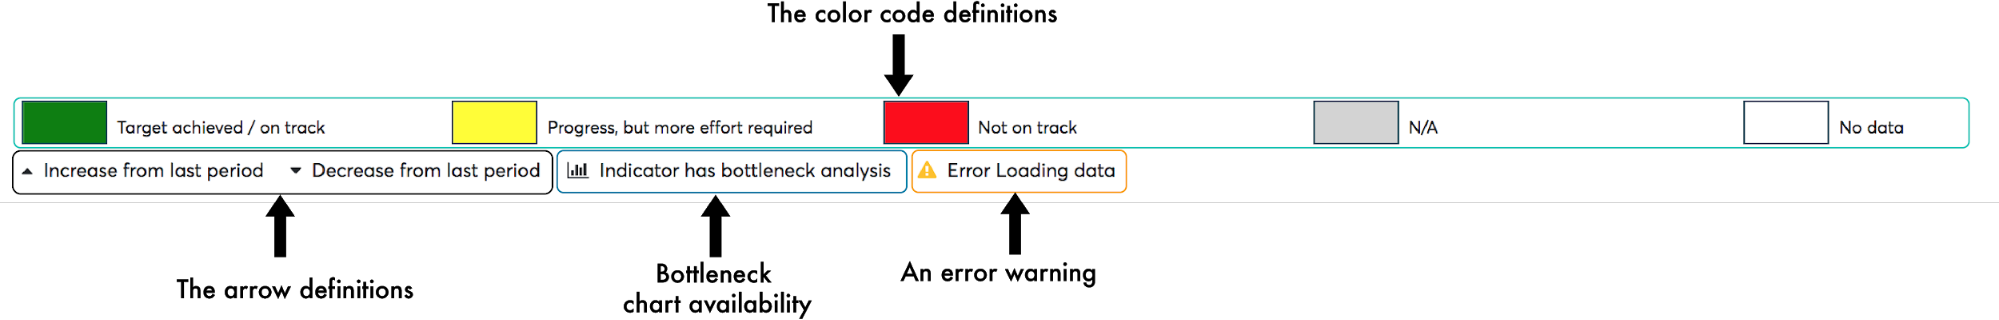 The color code definitions
Target achieved / on track
Progress, but more effort required
Not on track
N/A
No data
Increase from last period
Decrease from last period
Indicator has bottleneck analysis
Error Loading data
The arrow definitions
Bottleneck
chart availability
An error warning